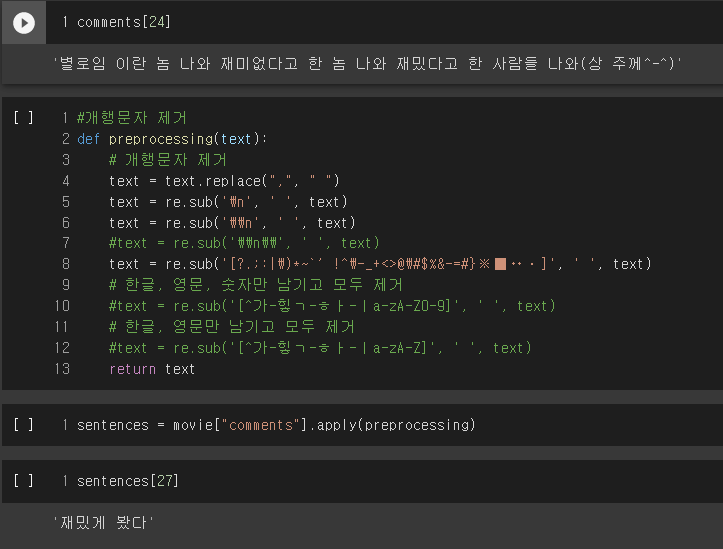 1 comments[24]
'별로임 이란 놈 나와 재미없다고 한 놈 나와 재밌다고 한 사람들 나와(상 주께^-^)'
[ ] 1 #개행문자 제거
2 def preprocessing(text):
3 # 개행문자 제거
4 text = text.replace(",", " ")
5 text = re.sub('₩n', ' ', text)
6 text = re.sub('₩₩n', ' ', text)
7 #text = re.sub('₩₩n₩₩', ' ', text)
8 text = re.sub('[?.;:|₩)*~`’ !^₩-_+<>@₩#$%&-=#}※■··ㆍ]', ' ', text)
9 # 한글, 영문, 숫자만 남기고 모두 제거
10 #text = re.sub('[^가-힣ㄱ-ㅎㅏ-ㅣa-zA-Z0-9]', ' ', text)
11 # 한글, 영문만 남기고 모두 제거
12 #text = re.sub('[^가-힣ㄱ-ㅎㅏ-ㅣa-zA-Z]', ' ', text)
13 return text
[ ] 1 sentences = movie["comments"].apply(preprocessing)
[ ] 1 sentences[27]
'재밌게 봤다'